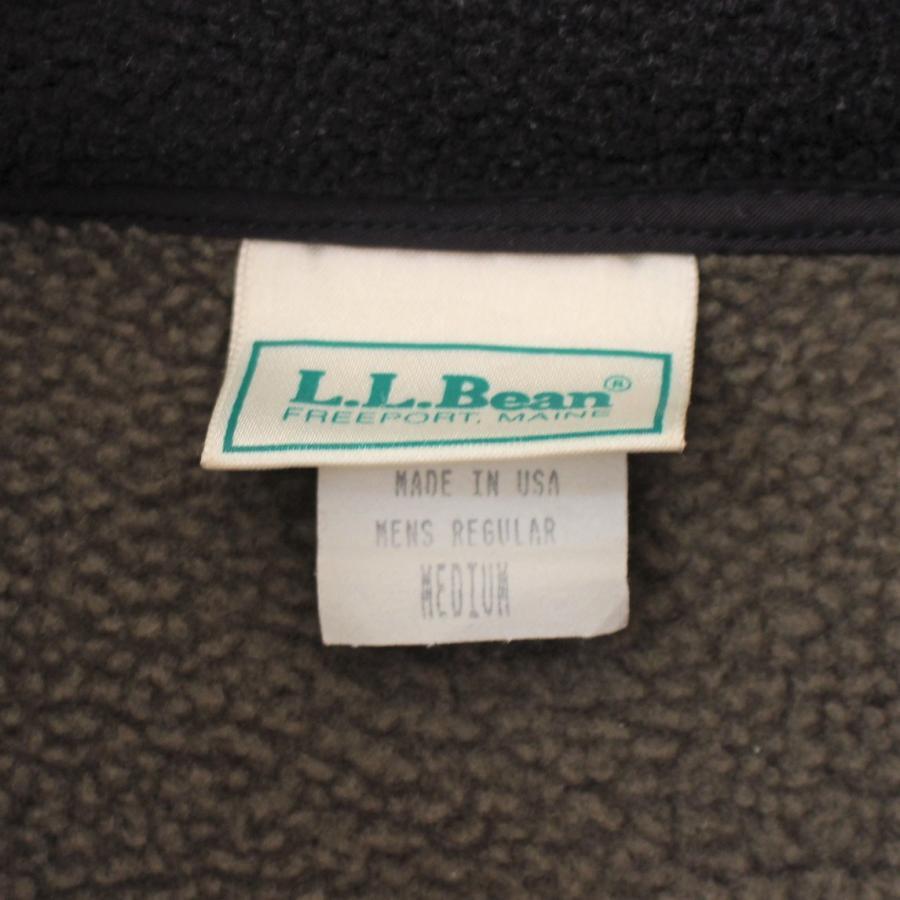 L.L.Bean®
FREEPORT, MAINE
MADE IN USA
MENS REGULAR
MEDIUM